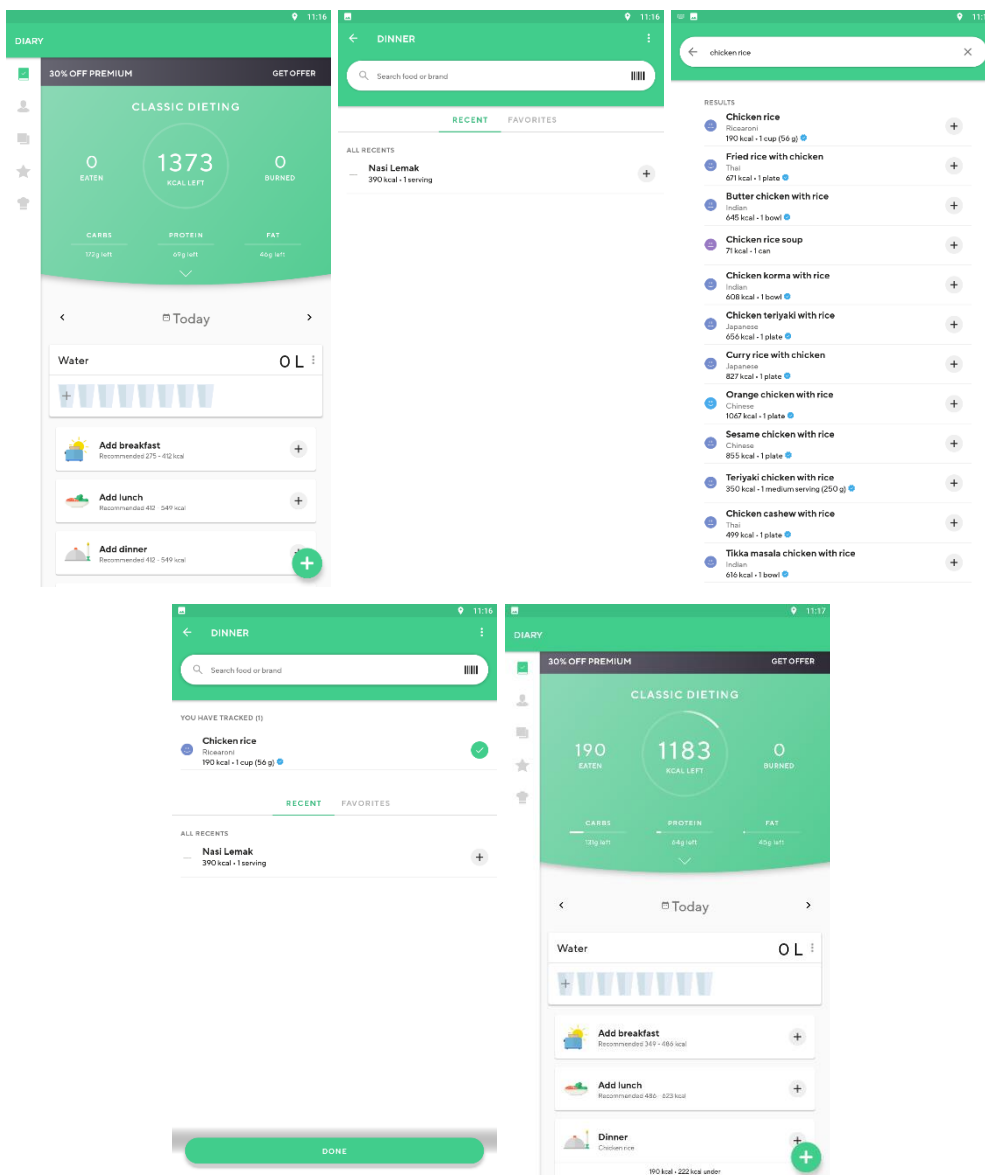 11:16
DIARY
30% OFF PREMIUM GET OFFER
CLASSIC DIETING
0 1373 0
EATEN KCAL LEFT BURNED
CARBS PROTEIN FAT
172g left 69g left 46g left
Today
Water 0 L
Add breakfast
Recommended 275 - 412 kcal
Add lunch
Recommended 412 - 549 kcal
Add dinner
Recommended 412 - 549 kcal
11:16
DINNER
Search food or brand
RECENT FAVORITES
ALL RECENTS
Nasi Lemak
390 kcal • 1 serving
chicken rice
RESULTS
Chicken rice
Ricearoni
190 kcal • 1 cup (56 g)
Fried rice with chicken
Thai
671 kcal • 1 plate
Butter chicken with rice
Indian
645 kcal • 1 bowl
Chicken rice soup
71 kcal • 1 can
Chicken korma with rice
Indian
608 kcal • 1 bowl
Chicken teriyaki with rice
Japanese
656 kcal • 1 plate
Curry rice with chicken
Japanese
827 kcal • 1 plate
Orange chicken with rice
Chinese
1067 kcal • 1 plate
Sesame chicken with rice
Chinese
855 kcal • 1 plate
Teriyaki chicken with rice
350 kcal • 1 medium serving (250 g)
Chicken cashew with rice
Thai
499 kcal • 1 plate
Tikka masala chicken with rice
Indian
616 kcal • 1 bowl
11:16
DINNER
Search food or brand
YOU HAVE TRACKED (1)
Chicken rice
Ricearoni
190 kcal • 1 cup (56 g)
RECENT FAVORITES
ALL RECENTS
Nasi Lemak
390 kcal • 1 serving
DONE
11:17
DIARY
30% OFF PREMIUM GET OFFER
CLASSIC DIETING
190 1183 0
EATEN KCAL LEFT BURNED
CARBS PROTEIN FAT
131g left 64g left 45g left
Today
Water 0 L
Add breakfast
Recommended 349 - 486 kcal
Add lunch
Recommended 486 - 623 kcal
Dinner
Chicken rice
190 kcal • 222 kcal under